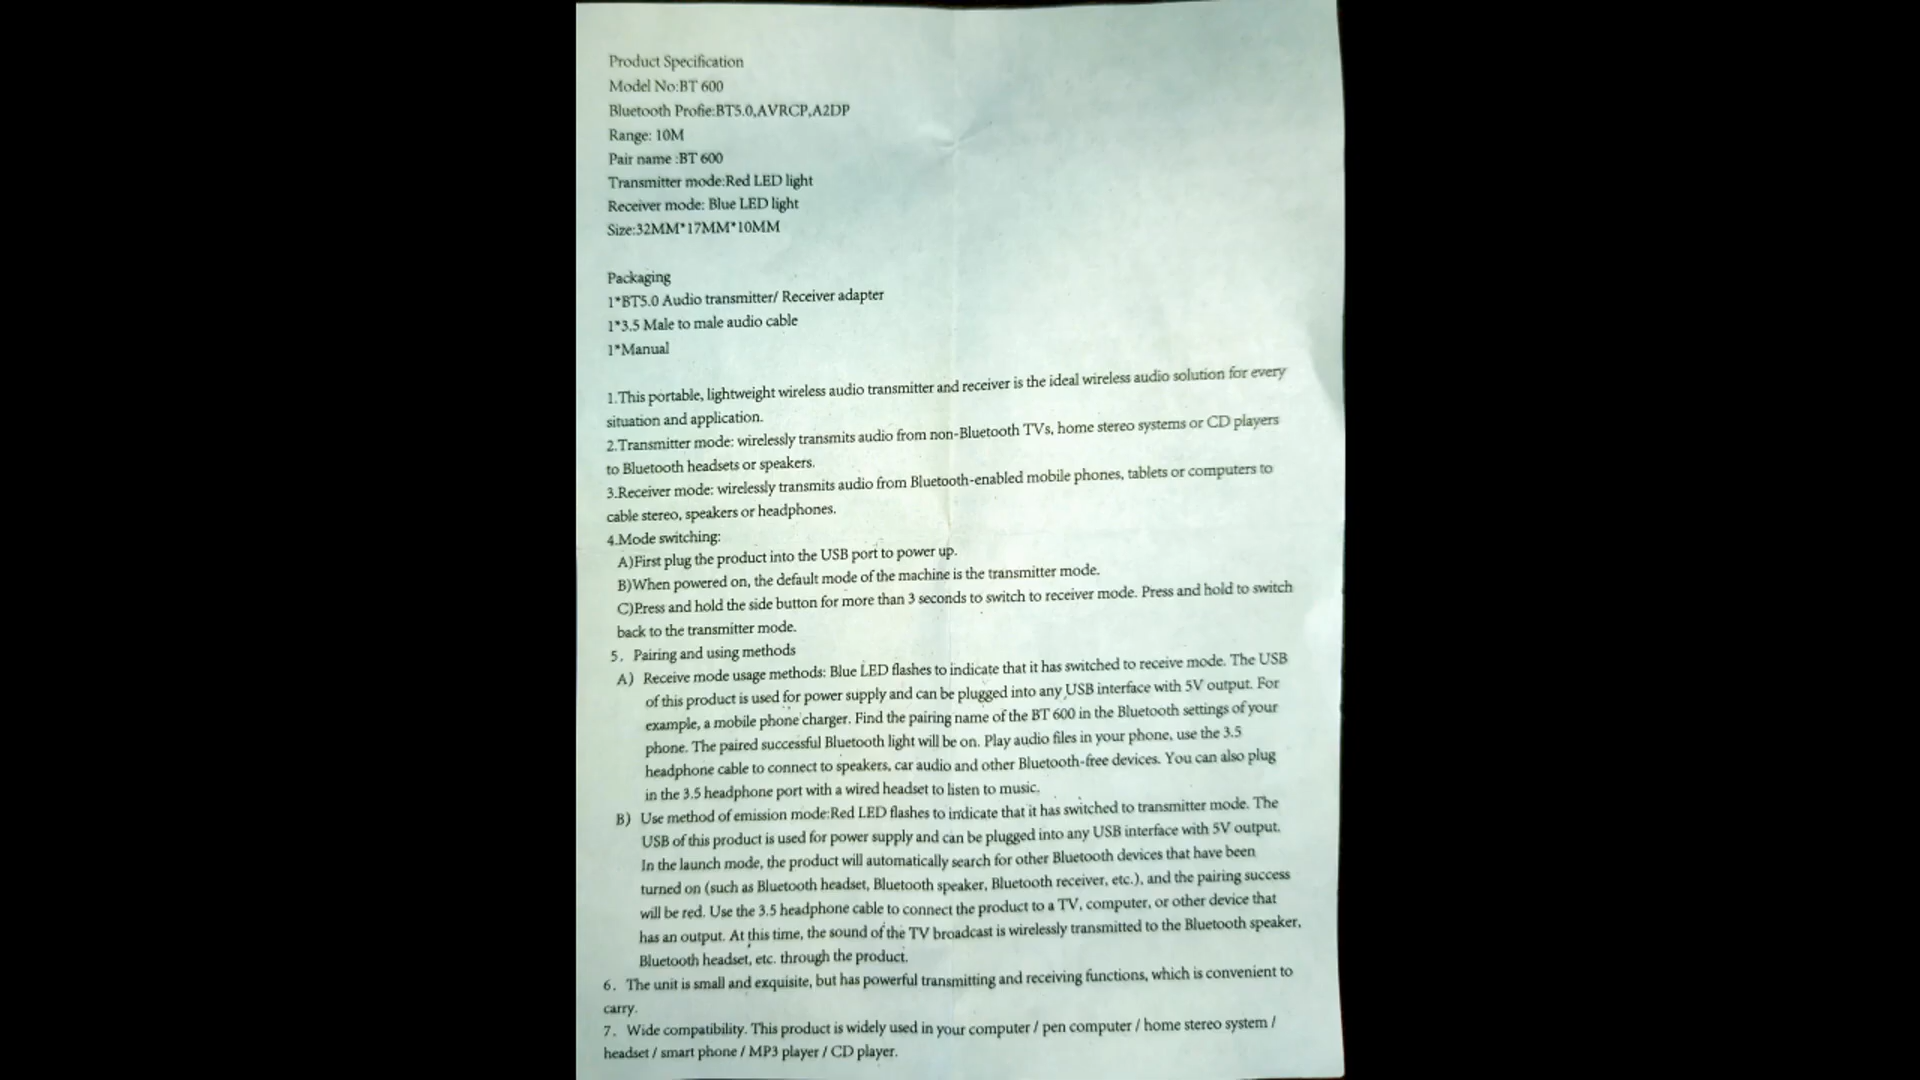 Product Specification
Model No:BT 600
Bluetooth Profie:BT5.0,AVRCP,A2DP
Range: 10M
Pair name :BT 600
Transmitter mode:Red LED light
Receiver mode: Blue LED light
Size:32MM*17MM*10MM
Packaging
1*BT5.0 Audio transmitter/ Receiver adapter
1*3.5 Male to male audio cable
1*Manual
1.This portable, lightweight wireless audio transmitter and receiver is the ideal wireless audio solution for every
situation and application.
2.Transmitter mode: wirelessly transmits audio from non-Bluetooth TVs, home stereo systems or CD players
to Bluetooth headsets or speakers.
3.Receiver mode: wirelessly transmits audio from Bluetooth-enabled mobile phones, tablets or computers to
cable stereo, speakers or headphones.
4.Mode switching:
A)First plug the product into the USB port to power up.
B)When powered on, the default mode of the machine is the transmitter mode.
C)Press and hold the side button for more than 3 seconds to switch to receiver mode. Press and hold to switch
back to the transmitter mode.
5. Pairing and using methods
A) Receive mode usage methods: Blue LED flashes to indicate that it has switched to receive mode. The USB
of this product is used for power supply and can be plugged into any USB interface with 5V output. For
example, a mobile phone charger. Find the pairing name of the BT 600 in the Bluetooth settings of your
phone. The paired successful Bluetooth light will be on. Play audio files in your phone, use the 3.5
headphone cable to connect to speakers, car audio and other Bluetooth-free devices. You can also plug
in the 3.5 headphone port with a wired headset to listen to music.
B) Use method of emission mode:Red LED flashes to indicate that it has switched to transmitter mode. The
USB of this product is used for power supply and can be plugged into any USB interface with 5V output.
In the launch mode, the product will automatically search for other Bluetooth devices that have been
turned on (such as Bluetooth headset, Bluetooth speaker, Bluetooth receiver, etc.), and the pairing success
will be red. Use the 3.5 headphone cable to connect the product to a TV, computer, or other device that
has an output. At this time, the sound of the TV broadcast is wirelessly transmitted to the Bluetooth speaker,
Bluetooth headset, etc. through the product.
6. The unit is small and exquisite, but has powerful transmitting and receiving functions, which is convenient to
carry.
7. Wide compatibility. This product is widely used in your computer / pen computer / home stereo system /
headset / smart phone / MP3 player / CD player.